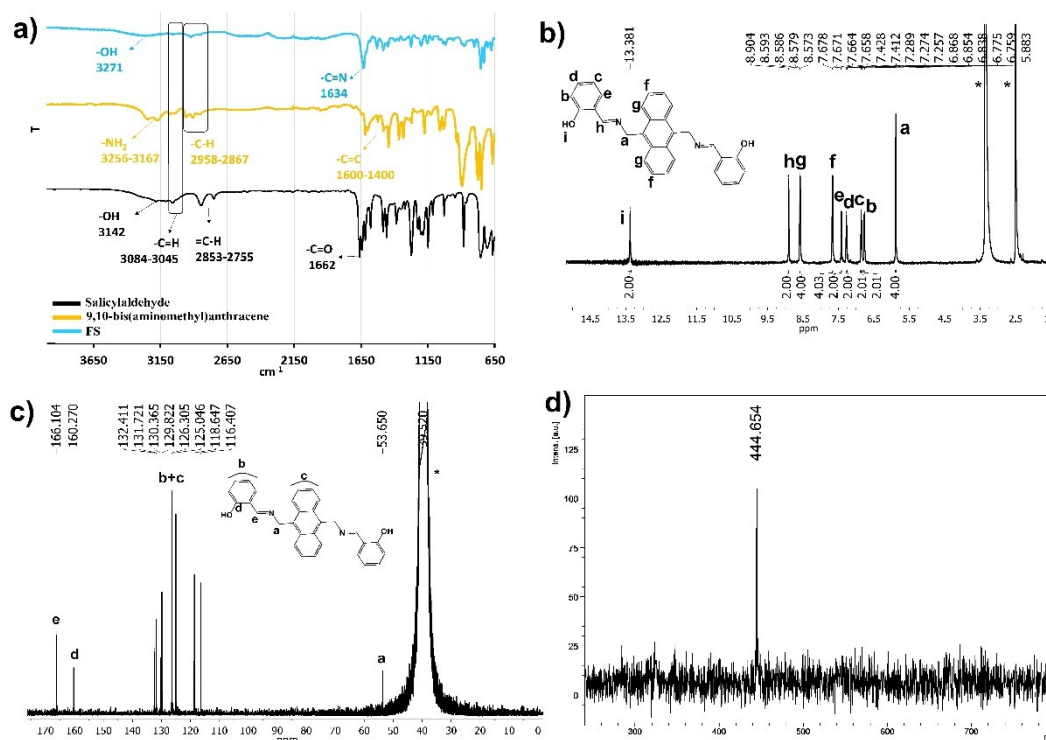 a)
-OH
3271
-C=N
1634
-NH2
3256-3167
-C-H
2958-2867
-C=C
1600-1400
T
-OH
3142
-C=H
3084-3045
=C-H
2853-2755
-C=O
1662
Salicylaldehyde
9,10-bis(aminomethyl)anthracene
FS
3650 3150 2650 2150 1650 1150 650
cm-1
b)
-13.381
8.904
8.593
8.586
8.579
8.573
7.678
7.671
7.664
7.658
7.428
7.412
7.289
7.274
7.257
6.868
6.854
6.838
6.775
6.759
5.883
* *
d c
b e
HO
i
h
N
a
g f
g f
N
OH
i h g f e d c b a
2.00 2.00 4.00 4.03 2.00 2.00 2.01 2.01 4.00
14.5 13.5 12.5 11.5 10.5 9.5 8.5 7.5 6.5 5.5 4.5 3.5 2.5 1.5
ppm
c)
-166.104
160.270
132.411
131.721
130.365
129.822
126.305
125.046
118.647
116.407
-53.650
39.520
*
b+c
b
c
HO
d
e
N
a
N
OH
e d a
170 160 150 140 130 120 110 100 90 80 70 60 50 40 30 20 10 0
ppm
d)
Intens. [a.u.]
444.654
125
100
75
50
25
0
300 400 500 600 700